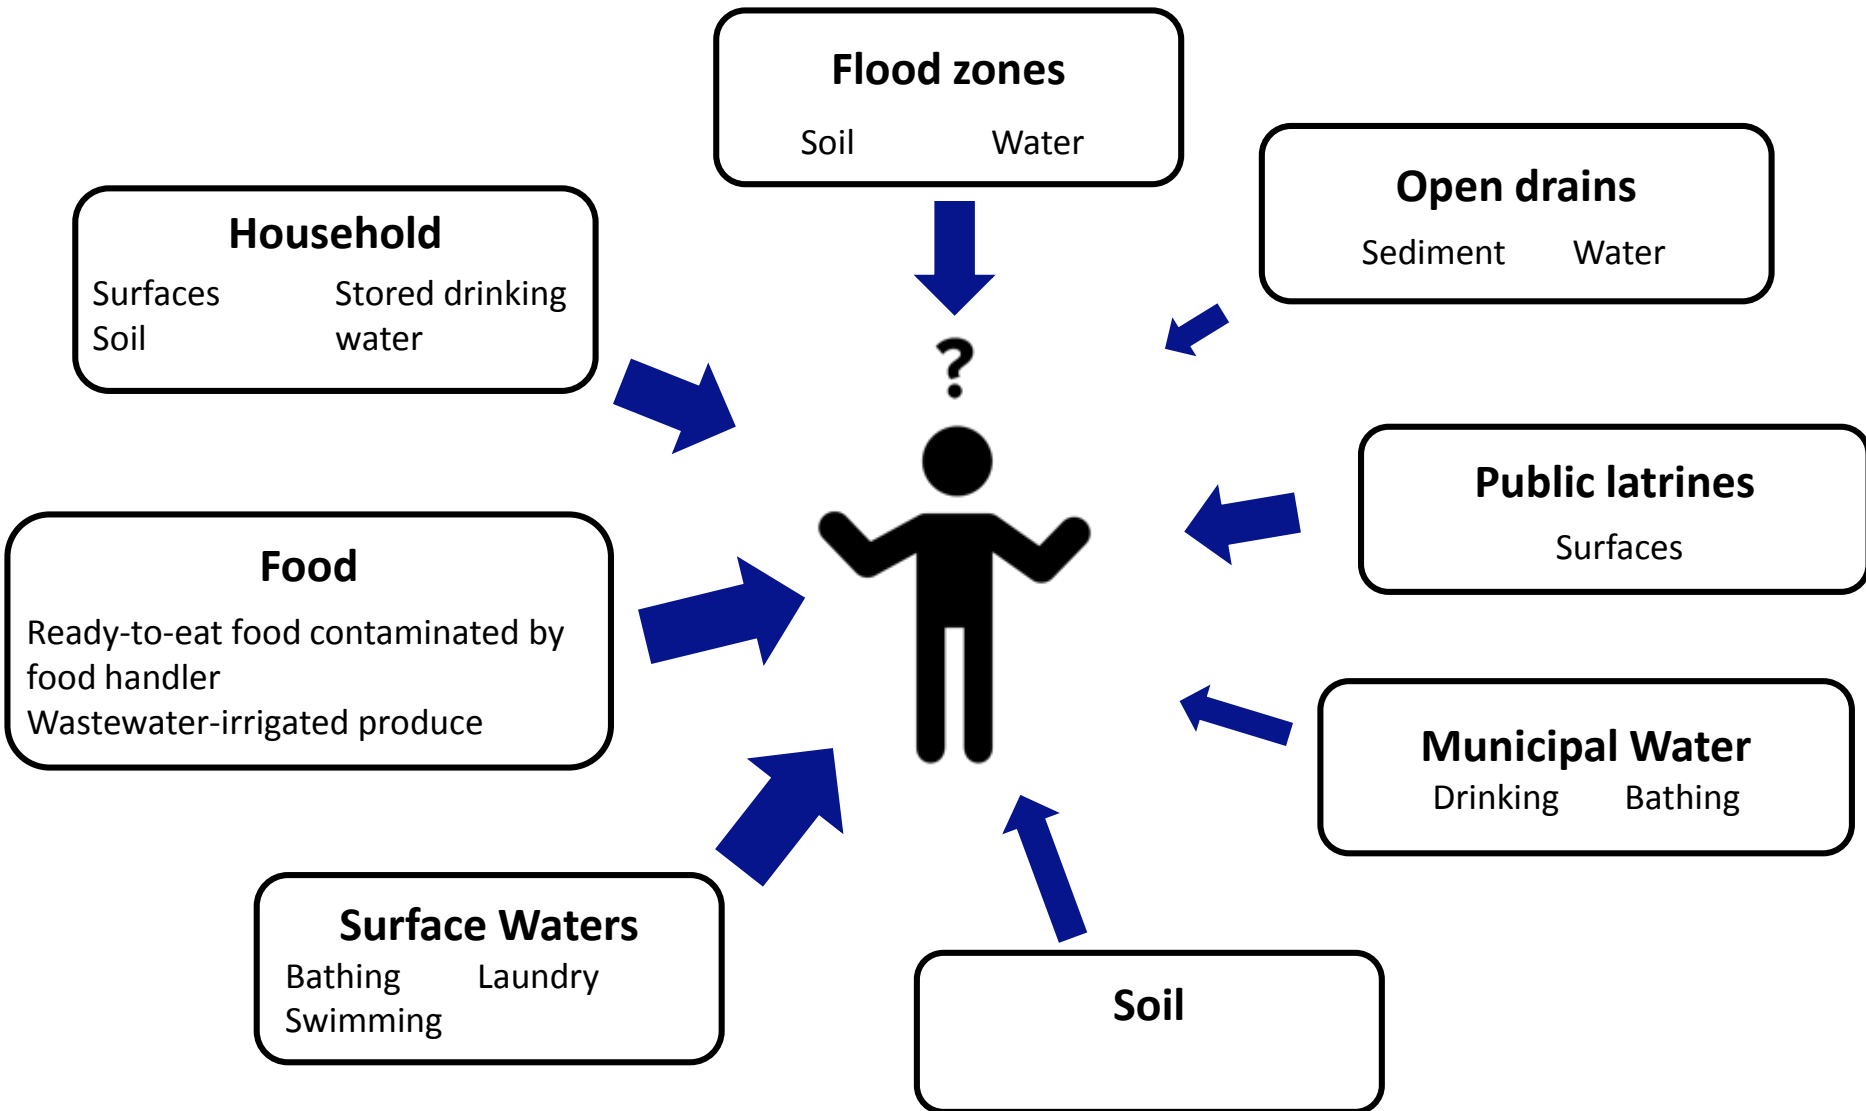 Flood zones
Soil Water
Open drains
Sediment Water
Household
Surfaces Stored drinking
Soil water
?
Public latrines
Surfaces
Food
Ready-to-eat food contaminated by
food handler
Wastewater-irrigated produce
Municipal Water
Drinking Bathing
Surface Waters
Bathing Laundry
Swimming
Soil